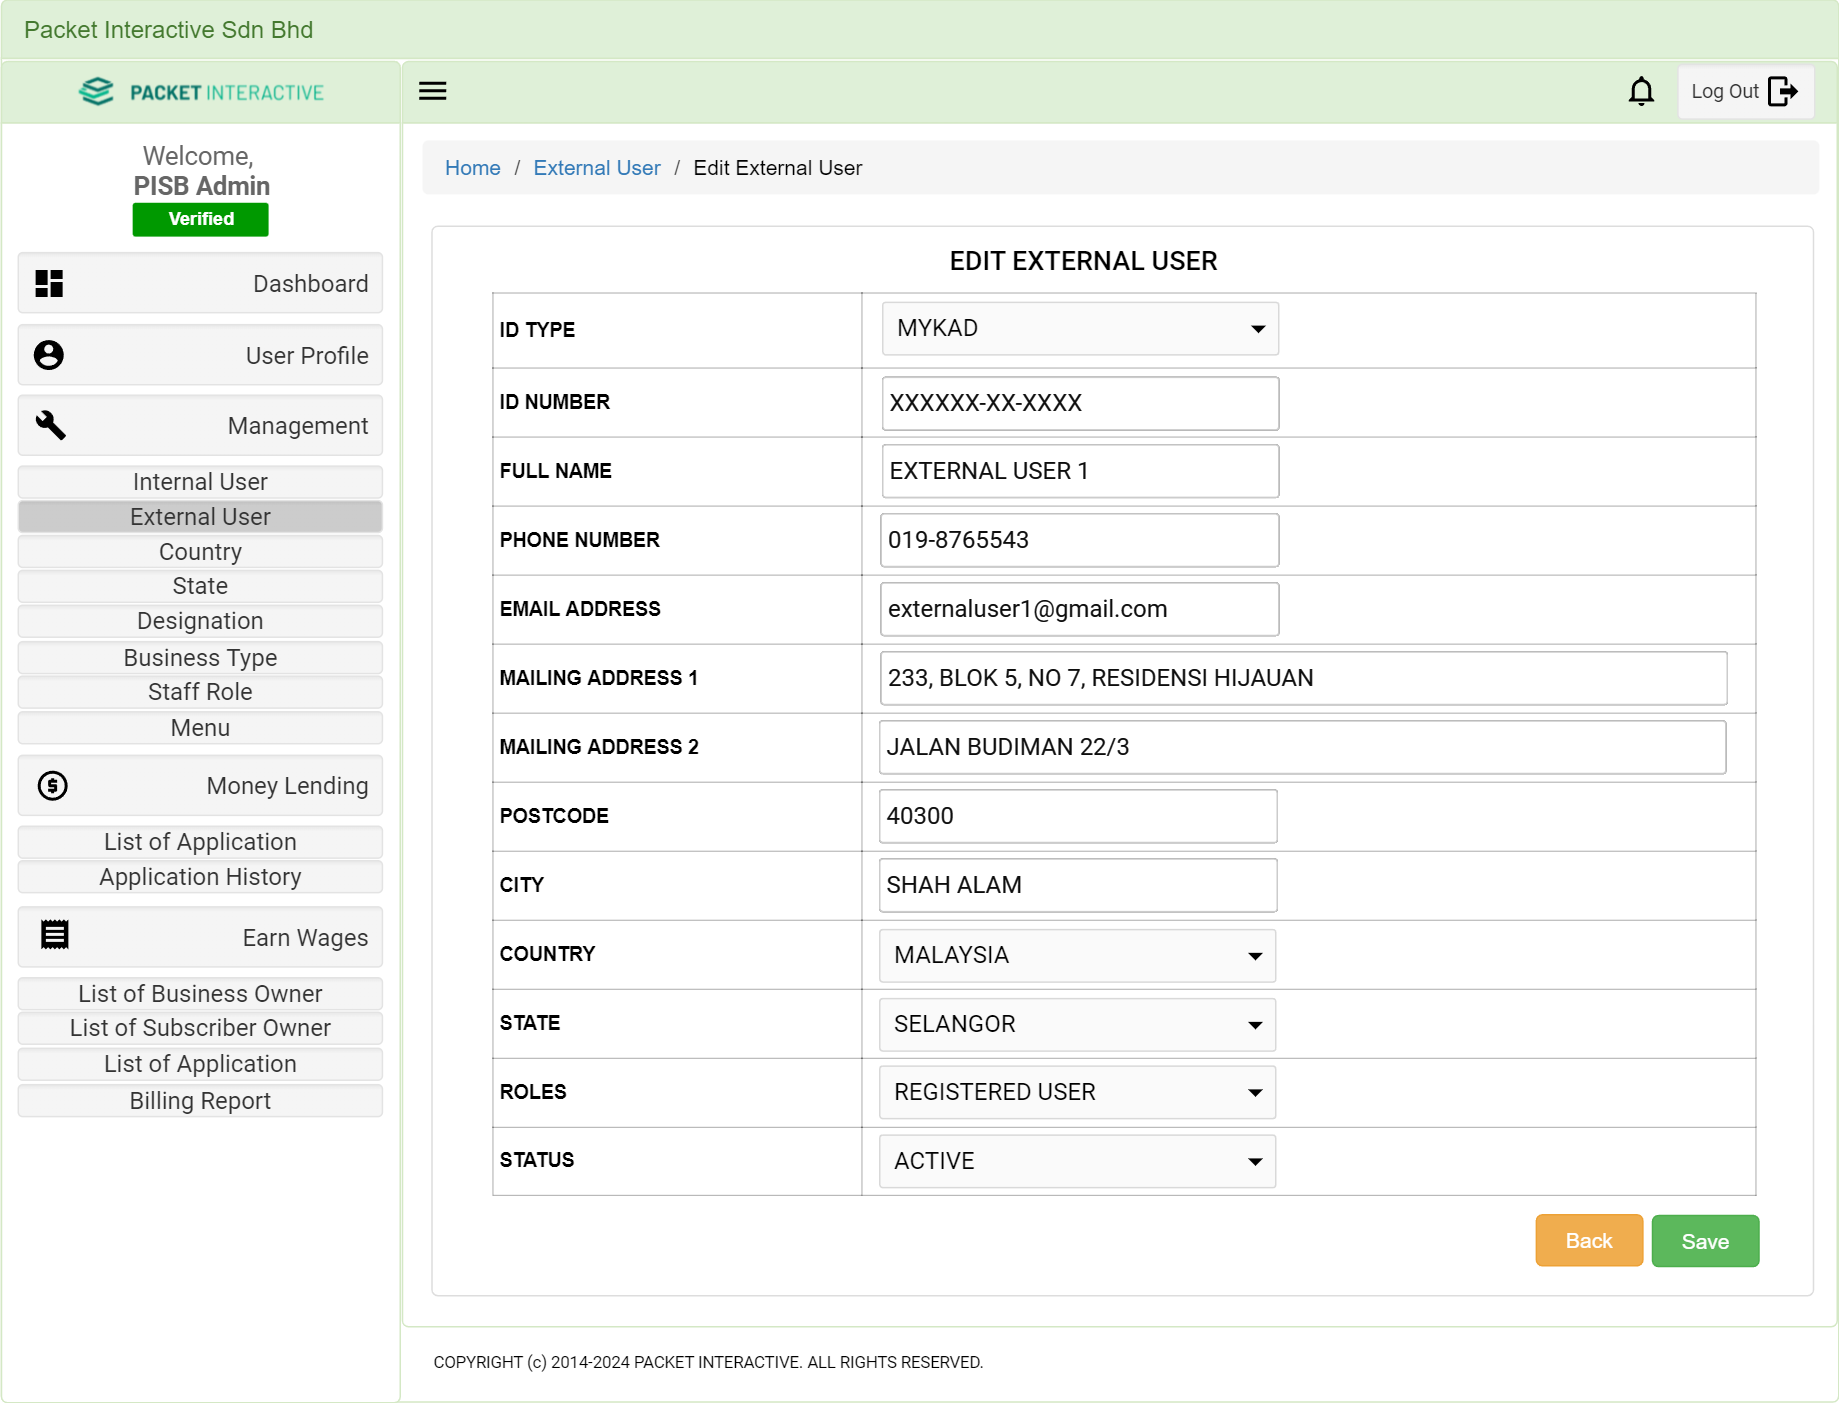 Packet Interactive Sdn Bhd
PACKET INTERACTIVE
Log Out
Welcome,
PISB Admin
Verified
Dashboard
User Profile
Management
Internal User
External User
Country
State
Designation
Business Type
Staff Role
Menu
Money Lending
List of Application
Application History
Earn Wages
List of Business Owner
List of Subscriber Owner
List of Application
Billing Report
Home / External User / Edit External User
EDIT EXTERNAL USER
ID TYPE MYKAD
ID NUMBER XXXXXX-XX-XXXX
FULL NAME EXTERNAL USER 1
PHONE NUMBER 019-8765543
EMAIL ADDRESS externaluser1@gmail.com
MAILING ADDRESS 1 233, BLOK 5, NO 7, RESIDENSI HIJAUAN
MAILING ADDRESS 2 JALAN BUDIMAN 22/3
POSTCODE 40300
CITY SHAH ALAM
COUNTRY MALAYSIA
STATE SELANGOR
ROLES REGISTERED USER
STATUS ACTIVE
Back Save
COPYRIGHT (c) 2014-2024 PACKET INTERACTIVE. ALL RIGHTS RESERVED.